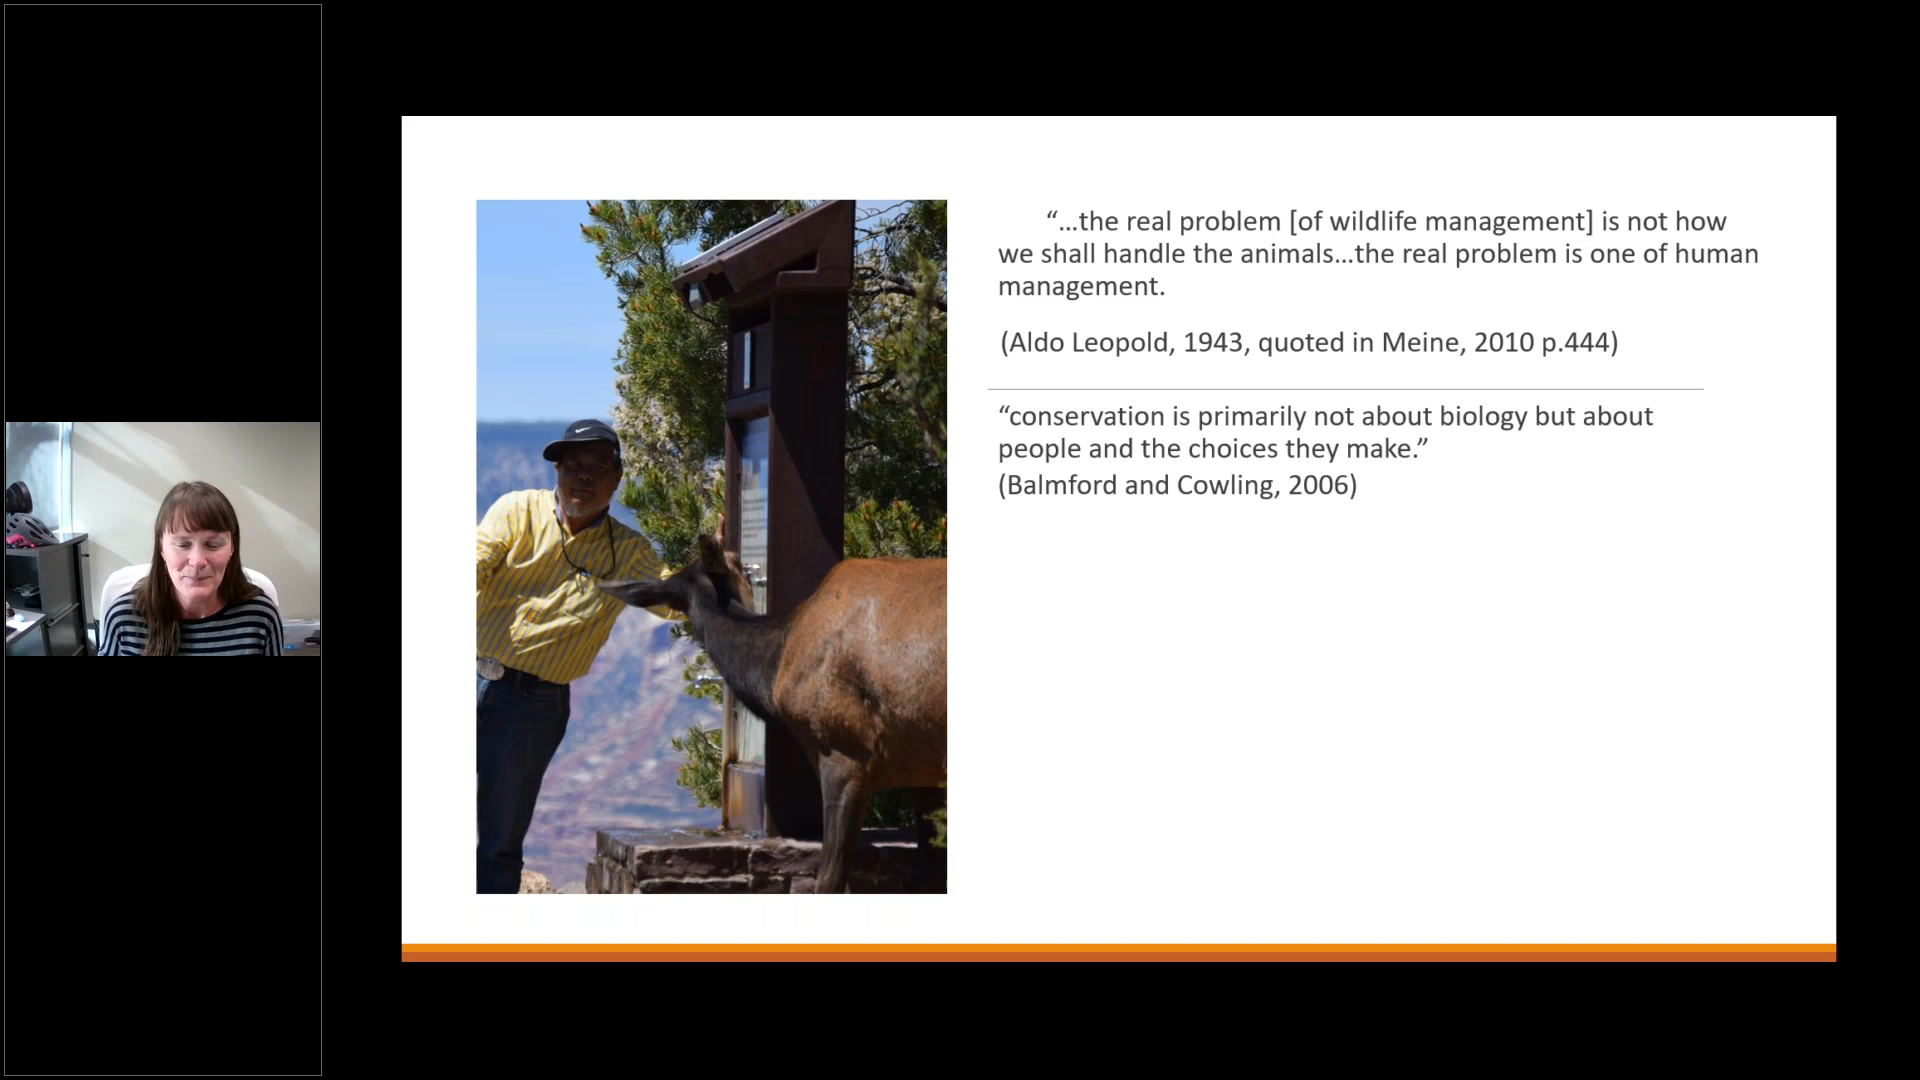 “…the real problem [of wildlife management] is not how
we shall handle the animals…the real problem is one of human
management.
(Aldo Leopold, 1943, quoted in Meine, 2010 p.444)
“conservation is primarily not about biology but about
people and the choices they make.”
(Balmford and Cowling, 2006)